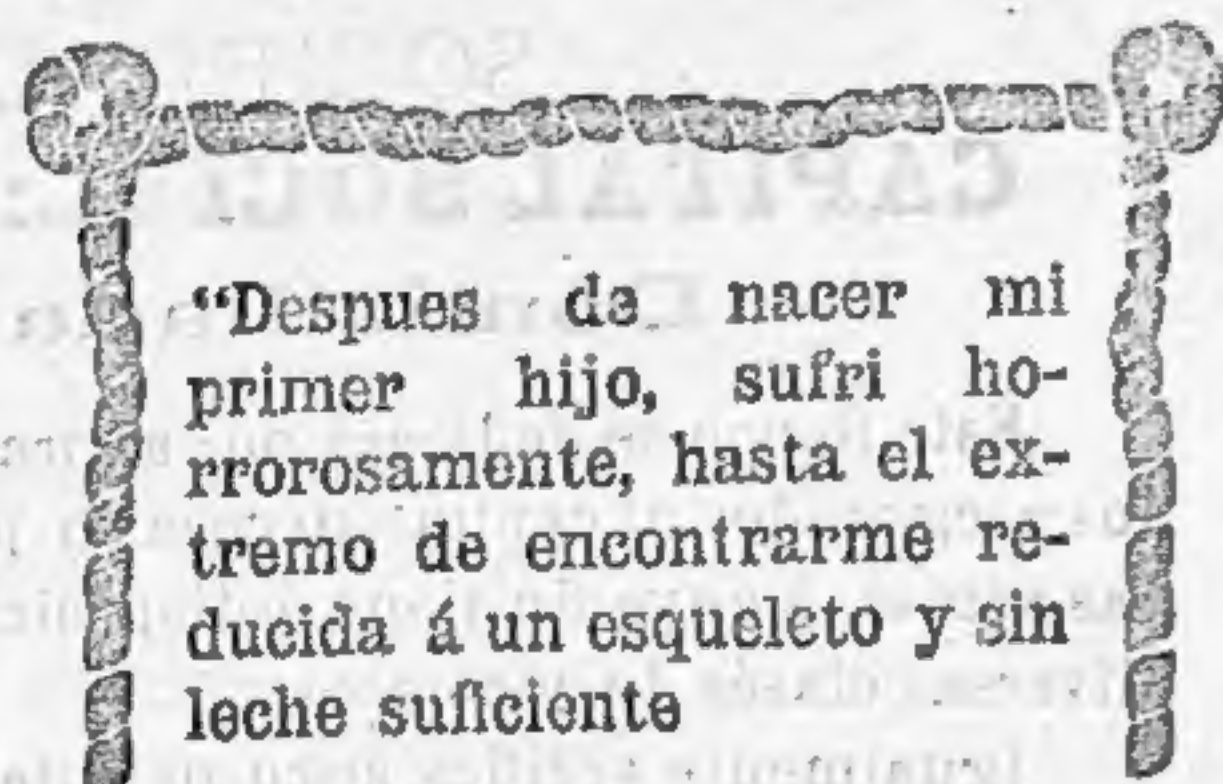 “Despues de nacer mi
primer hijo, sufri ho-
rrorosamente, hasta el ex-
tremo de encontrarme re-
ducida á un esqueleto y sin
leche suficiente